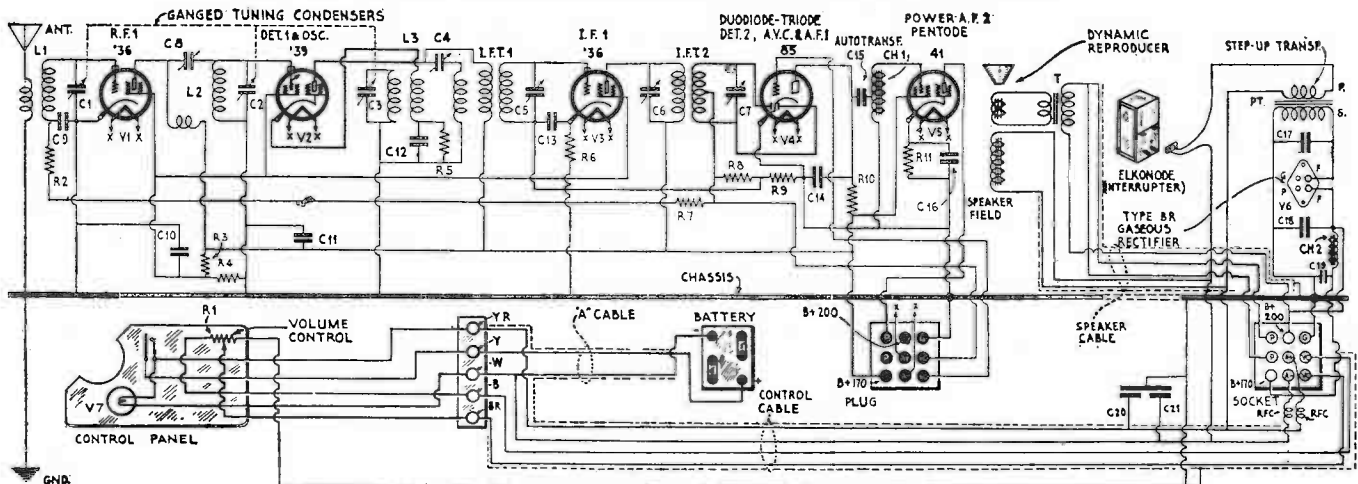 ANT.
GANGED TUNING CONDENSERS
L1
R.F.1
'36
C8
DET.1 & OSC.
'39
L3
C4
I.F.T.1
I.F.1
'36
I.F.T.2
DUODIODE-TRIODE
DET.2, A.V.C. & A.F.1
85
AUTOTRANSF.
C15
CH1
POWER A.F.2
PENTODE
41
DYNAMIC
REPRODUCER
T
STEP-UP TRANSF.
P.
PT.
S.
C1
L2
C2
C3
C5
C6
C7
C9
V1
V2
V3
V4
V5
C12
R5
C13
R6
R2
R8
R9
C14
R10
R11
C16
R7
SPEAKER
FIELD
ELKONODE
(INTERRUPTER)
C17
F
P
F
V6
C18
TYPE BR
GASEOUS
RECTIFIER
CH2
C19
C10
R3
R4
C11
CHASSIS
R1
VOLUME
CONTROL
V7
CONTROL PANEL
YR
Y
-W
-B
BR
"A" CABLE
BATTERY
+
B+200
x x
B+170
PLUG
CONTROL
CABLE
SPEAKER
CABLE
B+
200
B+170
SOCKET
RFC
RFC
C20
C21
GND.